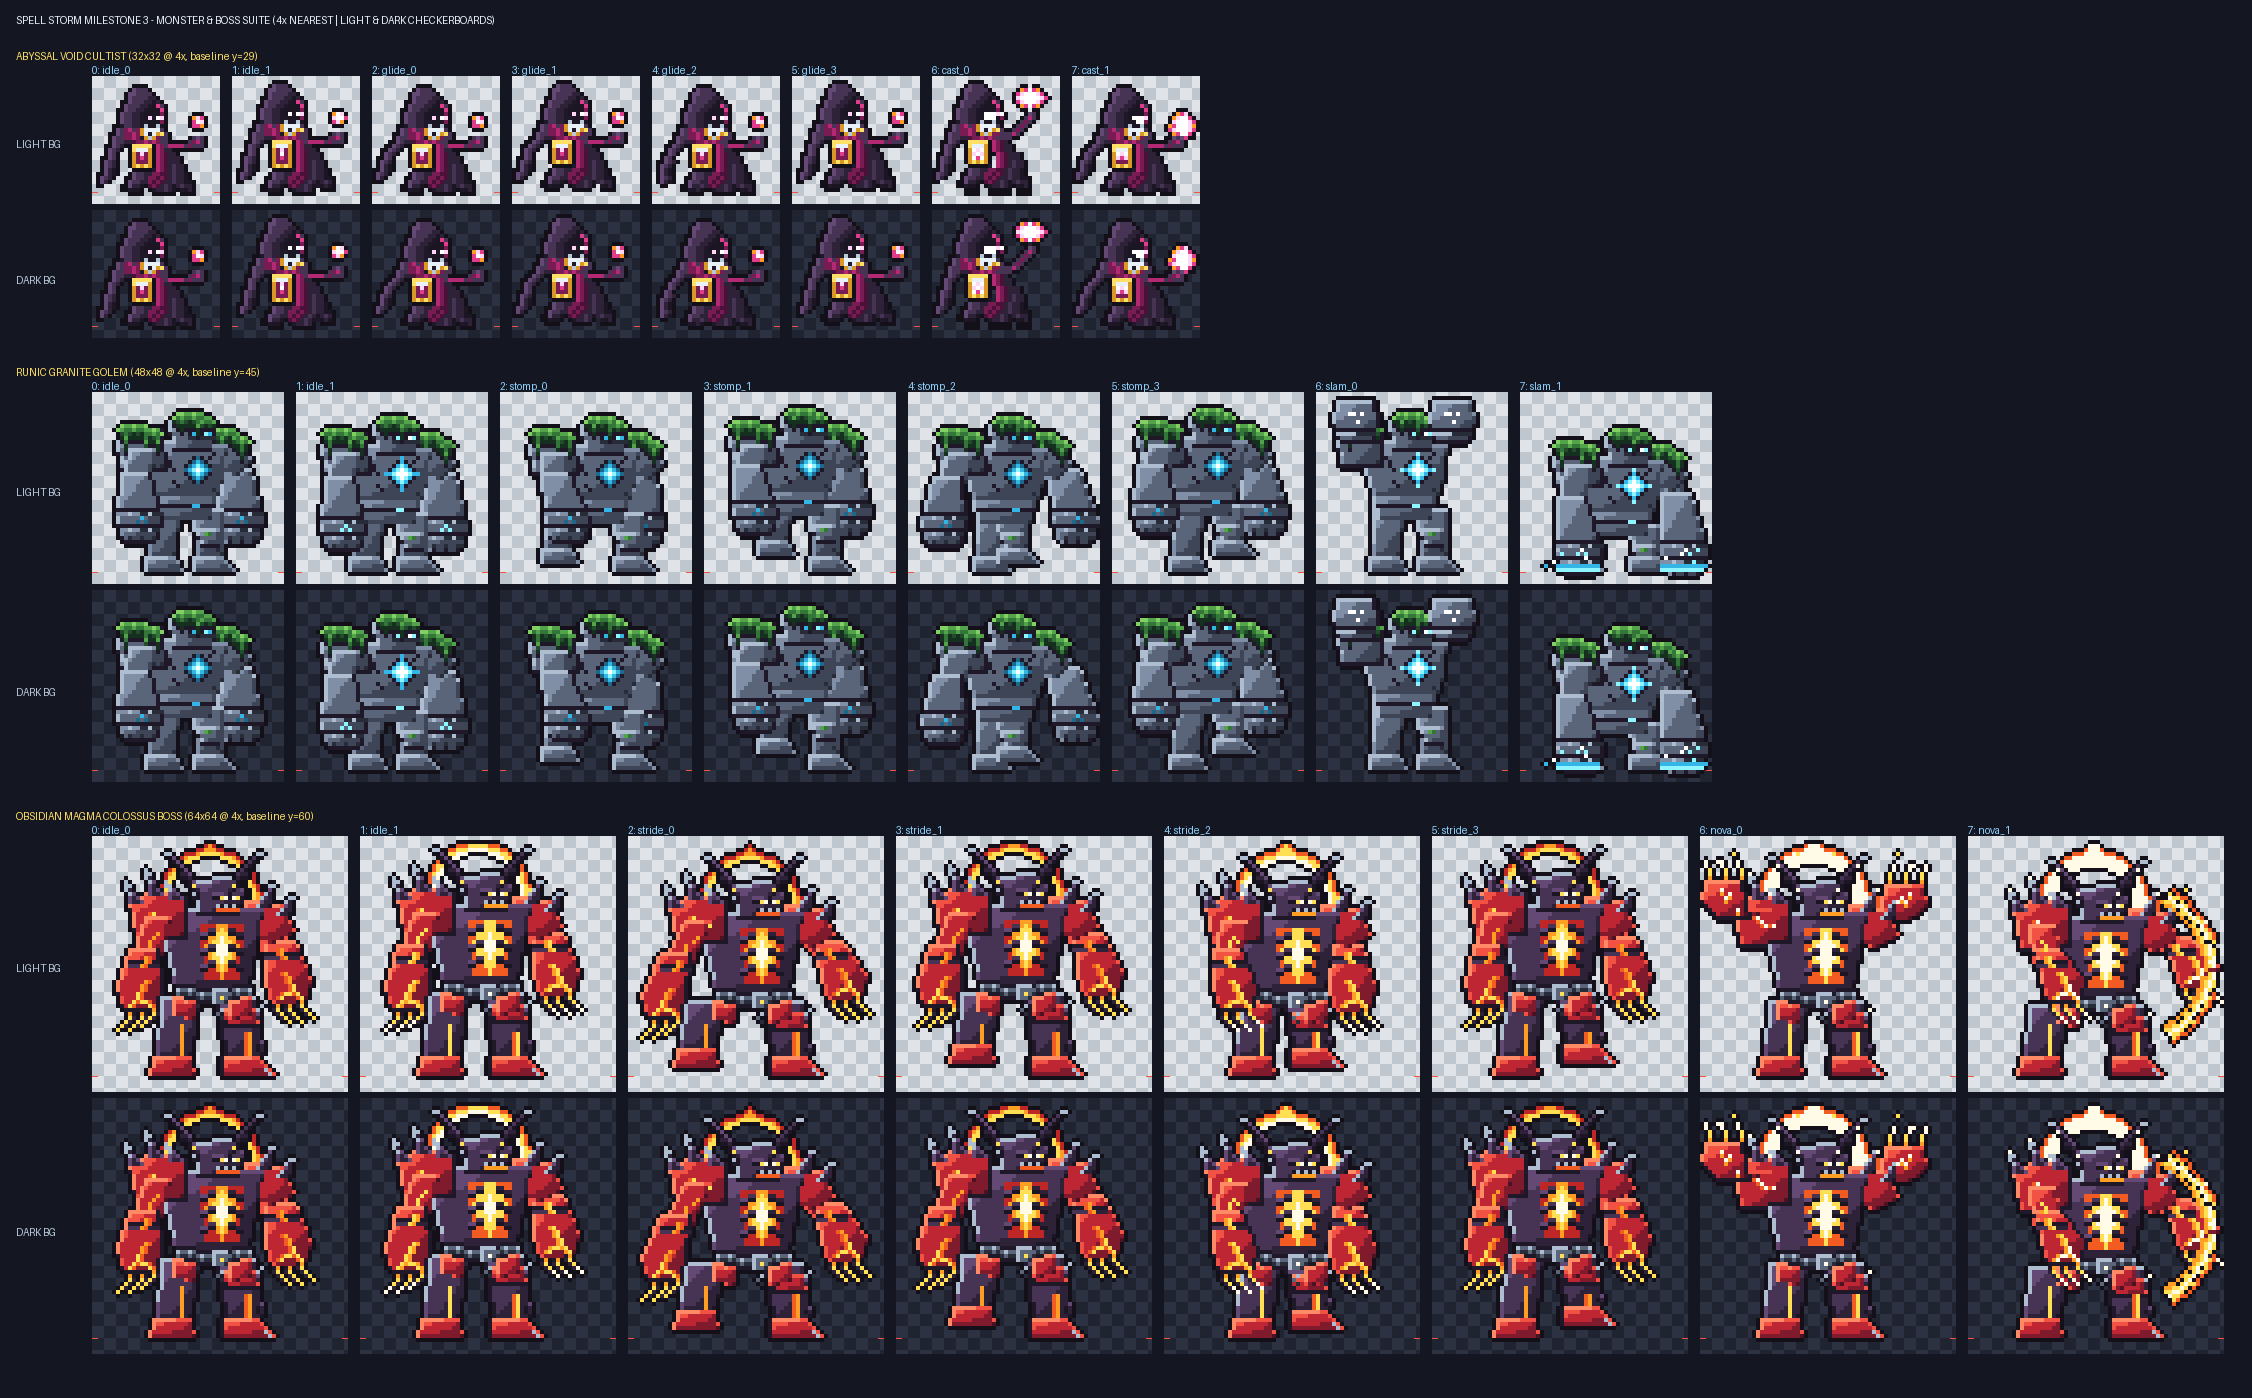 SPELL STORM MILESTONE 3 - MONSTER & BOSS SUITE (4x NEAREST | LIGHT & DARK CHECKERBOARDS)
ABYSSAL VOID CULTIST (32x32 @ 4x, baseline y=29)
0: idle_0 1: idle_1 2: glide_0 3: glide_1 4: glide_2 5: glide_3 6: cast_0 7: cast_1
LIGHT BG
DARK BG
RUNIC GRANITE GOLEM (48x48 @ 4x, baseline y=45)
0: idle_0 1: idle_1 2: stomp_0 3: stomp_1 4: stomp_2 5: stomp_3 6: slam_0 7: slam_1
LIGHT BG
DARK BG
OBSIDIAN MAGMA COLOSSUS BOSS (64x64 @ 4x, baseline y=60)
0: idle_0 1: idle_1 2: stride_0 3: stride_1 4: stride_2 5: stride_3 6: nova_0 7: nova_1
LIGHT BG
DARK BG